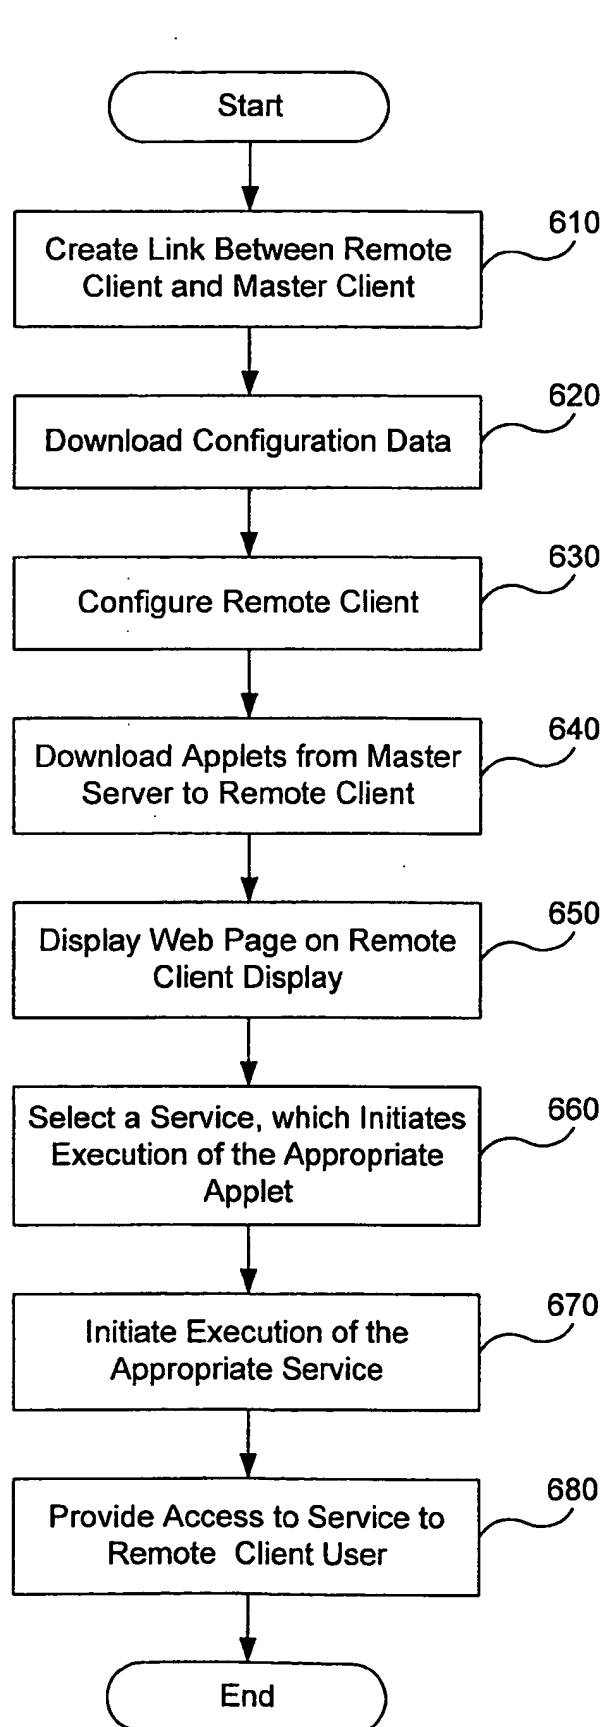 Start
610
Create Link Between Remote
Client and Master Client
620
Download Configuration Data
630
Configure Remote Client
640
Download Applets from Master
Server to Remote Client
650
Display Web Page on Remote
Client Display
660
Select a Service, which Initiates
Execution of the Appropriate
Applet
670
Initiate Execution of the
Appropriate Service
680
Provide Access to Service to
Remote Client User
End